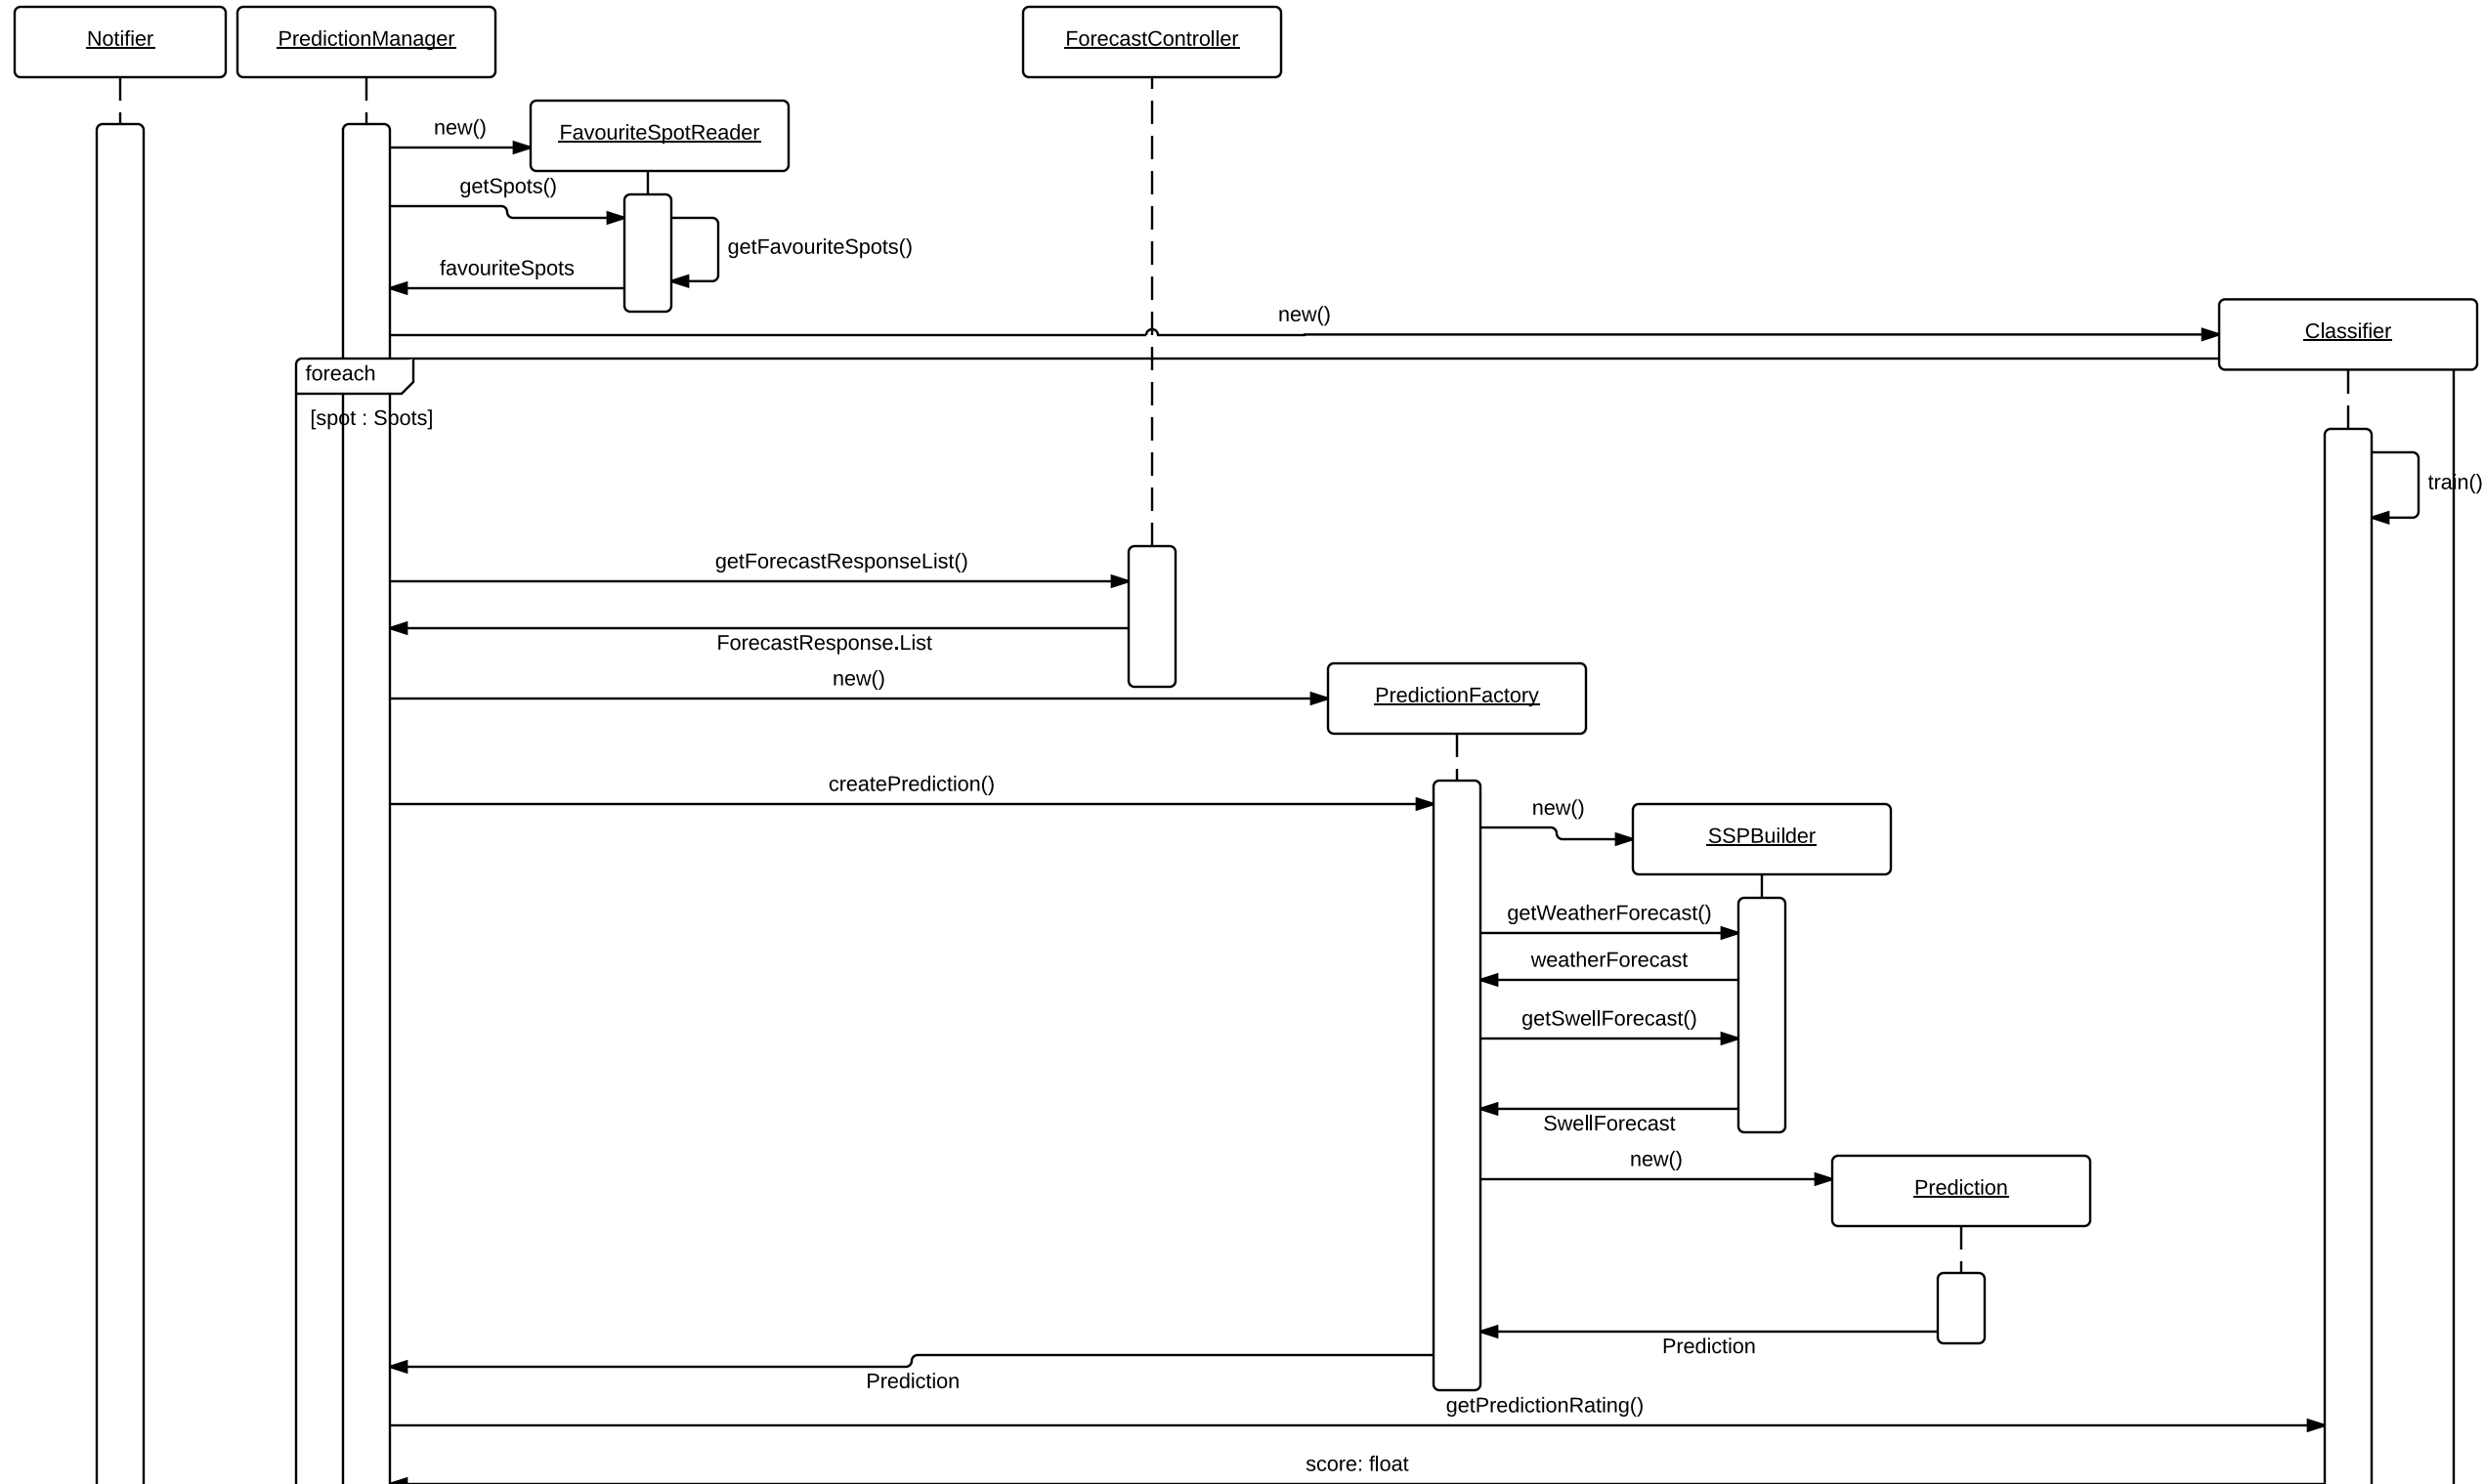 Notifier
PredictionManager
ForecastController
new()
FavouriteSpotReader
getSpots()
getFavouriteSpots()
favouriteSpots
new()
Classifier
foreach
[spot : Spots]
train()
getForecastResponseList()
ForecastResponse.List
new()
PredictionFactory
createPrediction()
new()
SSPBuilder
getWeatherForecast()
weatherForecast
getSwellForecast()
SwellForecast
new()
Prediction
Prediction
Prediction
getPredictionRating()
score: float